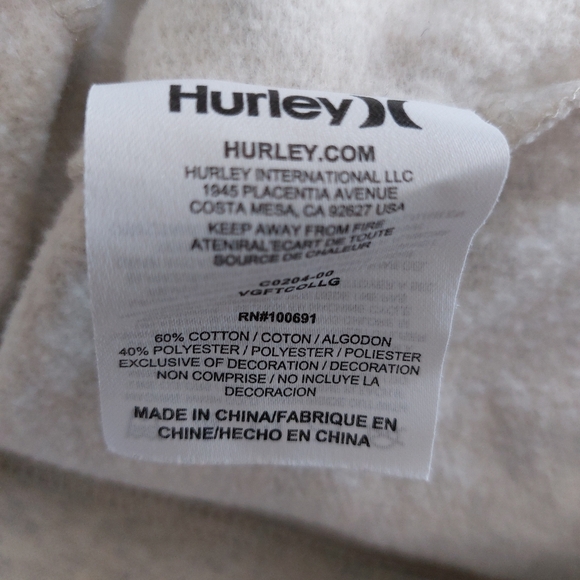 Hurley
HURLEY.COM
HURLEY INTERNATIONAL LLC
1945 PLACENTIA AVENUE
COSTA MESA, CA 92627 USA
KEEP AWAY FROM FIRE
ATENIRAL'ECART DE TOUTE
SOURCE DE CHALEUR
C0204-00
VGFTCOLLG
RN#100691
60% COTTON / COTON / ALGODON
40% POLYESTER / POLYESTER / POLIESTER
EXCLUSIVE OF DECORATION / DECORATION
NON COMPRISE / NO INCLUYE LA
DECORACION
MADE IN CHINA/FABRIQUE EN
CHINE/HECHO EN CHINA